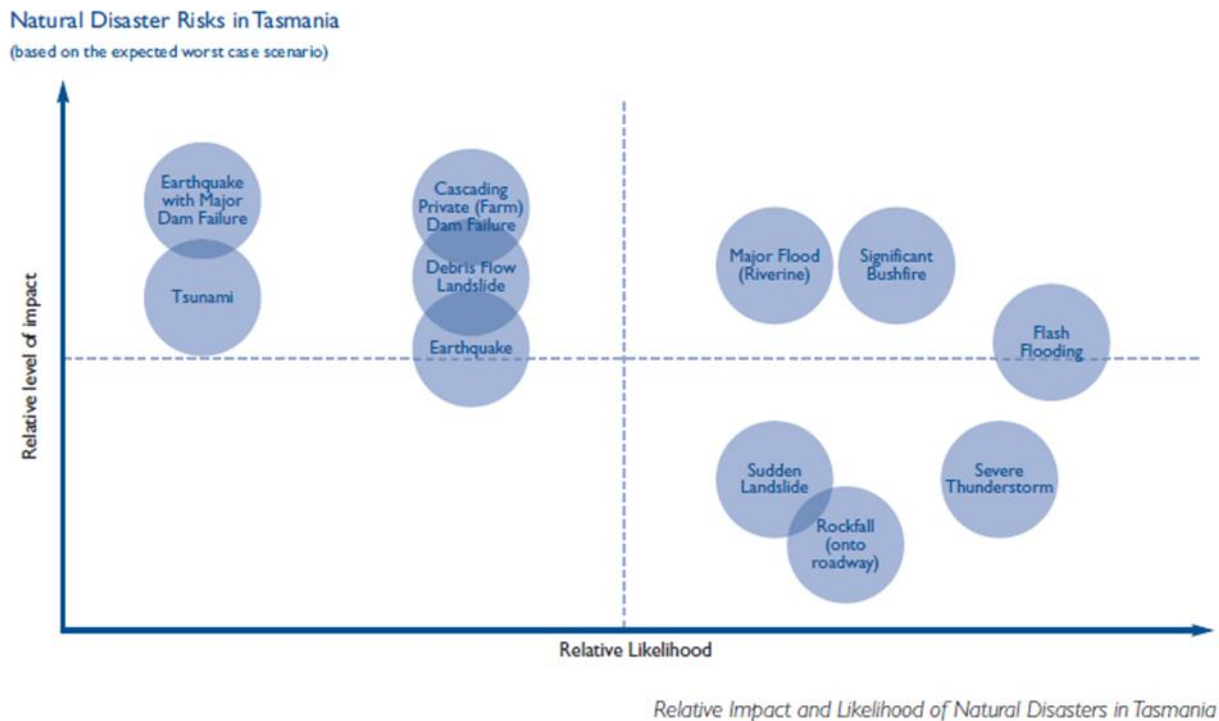 Natural Disaster Risks in Tasmania
(based on the expected worst case scenario)
Relative level of impact
Earthquake
with Major
Dam Failure
Tsunami
Cascading
Private (Farm)
Dam Failure
Debris Flow
Landslide
Earthquake
Major Flood
(Riverine)
Significant
Bushfire
Flash
Flooding
Sudden
Landslide
Rockfall
(onto
roadway)
Severe
Thunderstorm
Relative Likelihood
Relative Impact and Likelihood of Natural Disasters in Tasmania